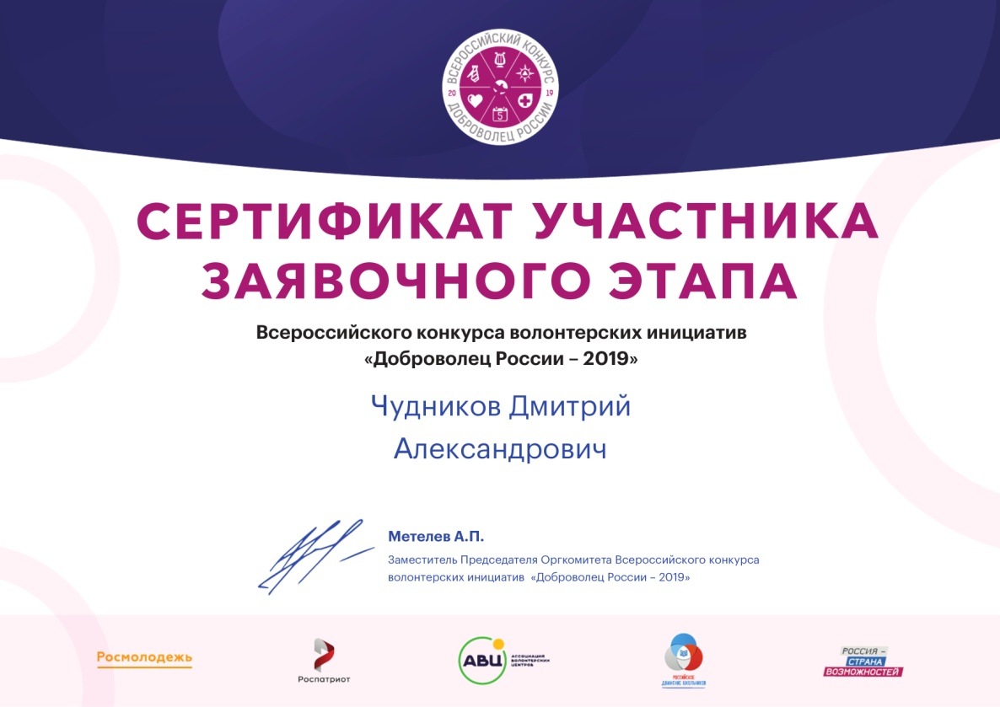 ВСЕРОССИЙСКИЙ КОНКУРС
20 19
5
ДОБРОВОЛЕЦ РОССИИ
СЕРТИФИКАТ УЧАСТНИКА
ЗАЯВОЧНОГО ЭТАПА
Всероссийского конкурса волонтерских инициатив
«Доброволец России – 2019»
Чудников Дмитрий
Александрович
Метелев А.П.
Заместитель Председателя Оргкомитета Всероссийского конкурса
волонтерских инициатив «Доброволец России – 2019»
Росмолодежь
Роспатриот
АВЦ
АССОЦИАЦИЯ
ВОЛОНТЕРСКИХ
ЦЕНТРОВ
РОССИЙСКОЕ
ДВИЖЕНИЕ ШКОЛЬНИКОВ
РОССИЯ –
СТРАНА
ВОЗМОЖНОСТЕЙ